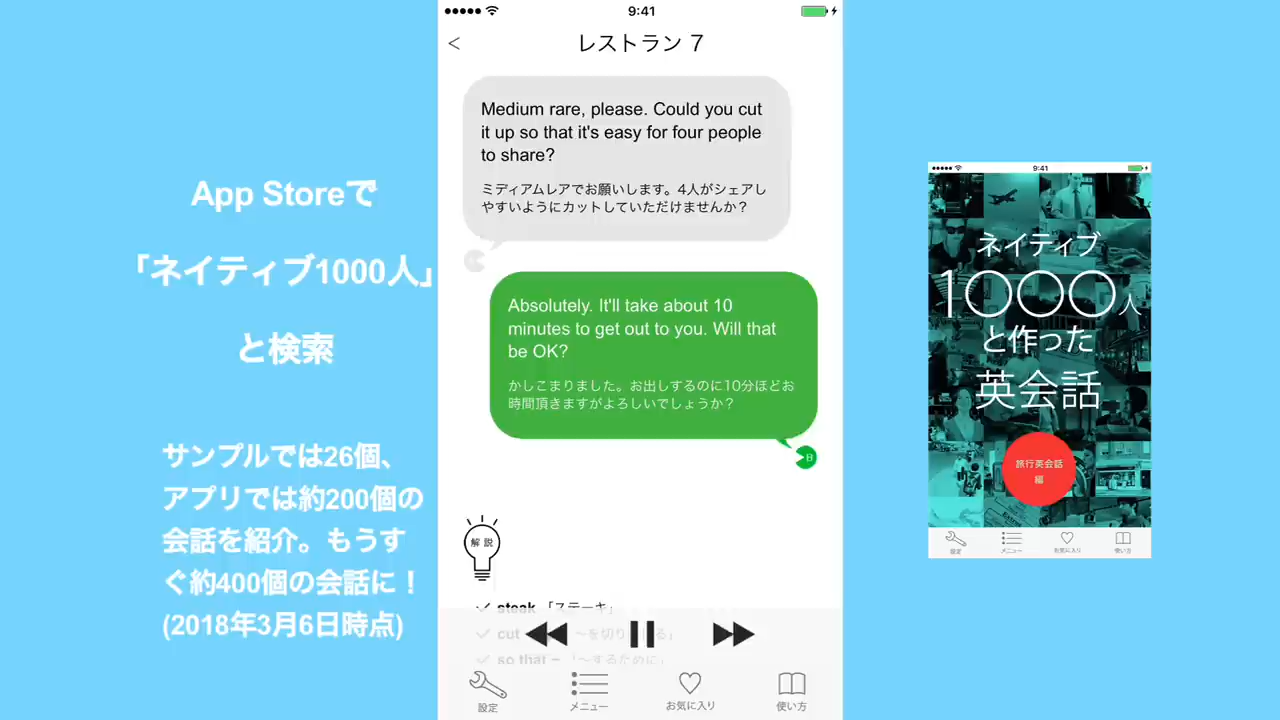 App Storeで
「ネイティブ1000人」
と検索
サンプルでは26個、
アプリでは約200個の
会話を紹介。もうす
ぐ約400個の会話に！
(2018年3月6日時点)
9:41
<
レストラン 7
Medium rare, please. Could you cut
it up so that it's easy for four people
to share?
ミディアムレアでお願いします。4人がシェアし
やすいようにカットしていただけませんか？
Absolutely. It'll take about 10
minutes to get out to you. Will that
be OK?
かしこまりました。お出しするのに10分ほどお
時間頂きますがよろしいでしょうか？
B
解説
steak 「ステーキ」
cut
so that ~ 「〜するために」
設定
メニュー
お気に入り
使い方
9:41
ネイティブ
1000人
と作った
英会話
旅行英会話
編
設定
メニュー
お気に入り
使い方